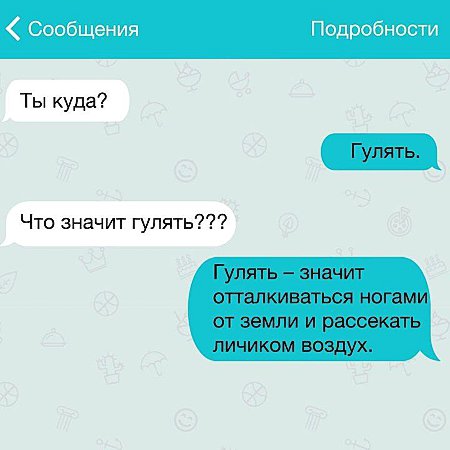 Сообщения
Подробности
Ты куда?
Гулять.
Что значит гулять???
Гулять – значит
отталкиваться ногами
от земли и рассекать
личиком воздух.